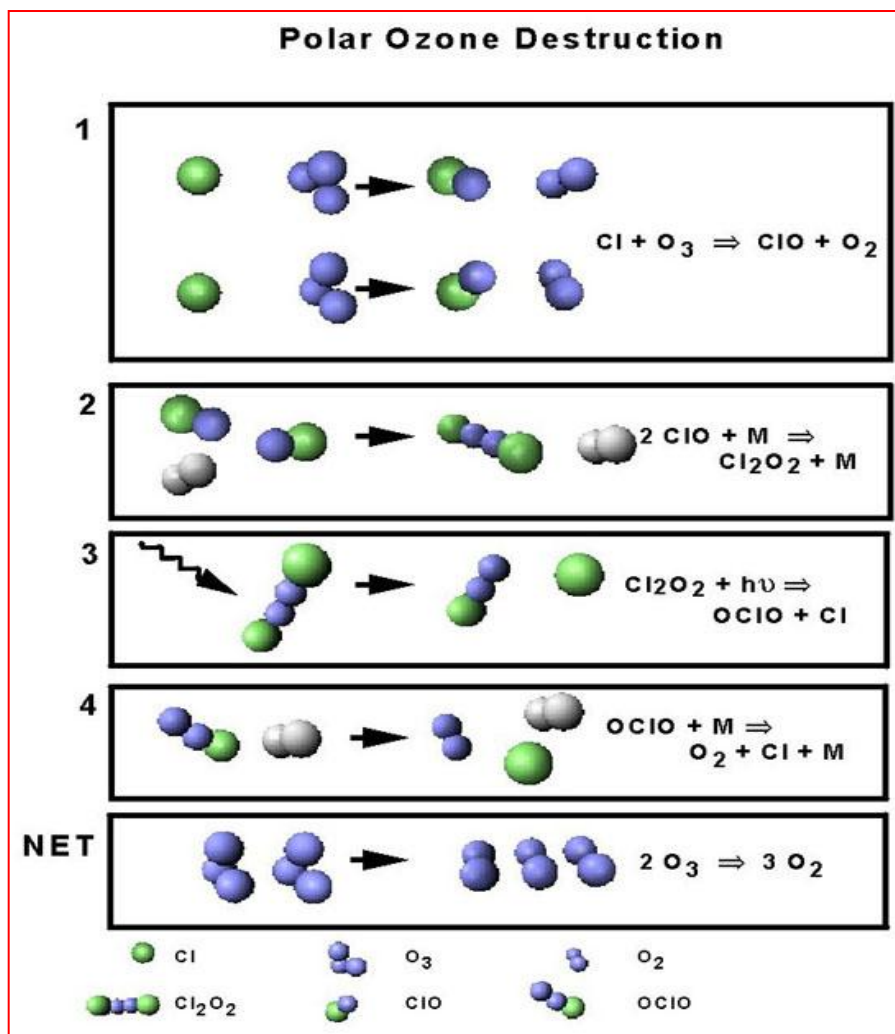 Polar Ozone Destruction
1
Cl + O₃ ⇒ ClO + O₂
2
2 ClO + M ⇒
Cl₂O₂ + M
3
Cl₂O₂ + hυ ⇒
OClO + Cl
4
OClO + M ⇒
O₂ + Cl + M
NET
2 O₃ ⇒ 3 O₂
Cl O₃ O₂
Cl₂O₂ ClO OClO